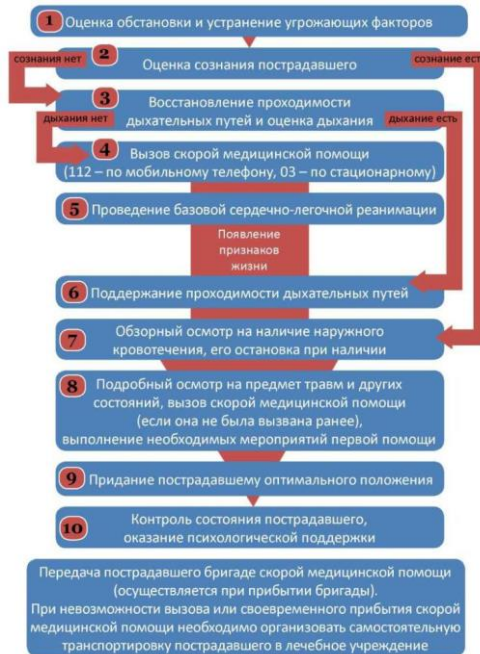 1 Оценка обстановки и устранение угрожающих факторов
сознания нет
2
Оценка сознания пострадавшего
сознание ест
3 Восстановление проходимости
дыхательных путей и оценка дыхания
дыхания нет
дыхание есть
4 Вызов скорой медицинской помощи
(112 – по мобильному телефону, 03 – по стационарному)
5 Проведение базовой сердечно-легочной реанимации
Появление
признаков
жизни
6 Поддержание проходимости дыхательных путей
7 Обзорный осмотр на наличие наружного
кровотечения, его остановка при наличии
8 Подробный осмотр на предмет травм и других
состояний, вызов скорой медицинской помощи
(если она не была вызвана ранее),
выполнение необходимых мероприятий первой помощи
9 Придание пострадавшему оптимального положения
10 Контроль состояния пострадавшего,
оказание психологической поддержки
Передача пострадавшего бригаде скорой медицинской помощи
(осуществляется при прибытии бригады).
При невозможности вызова или своевременного прибытия скорой
медицинской помощи необходимо организовать самостоятельную
транспортировку пострадавшего в лечебное учреждение